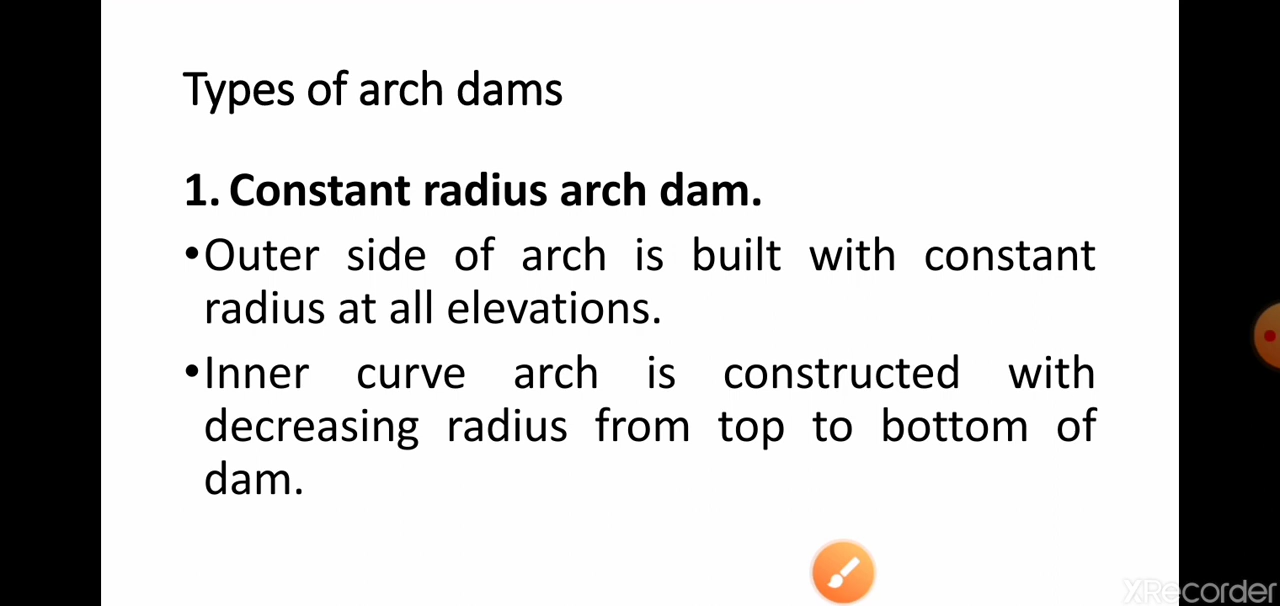 Types of arch dams
1. Constant radius arch dam.
•Outer side of arch is built with constant
radius at all elevations.
•Inner curve arch is constructed with
decreasing radius from top to bottom of
dam.
XRecorder